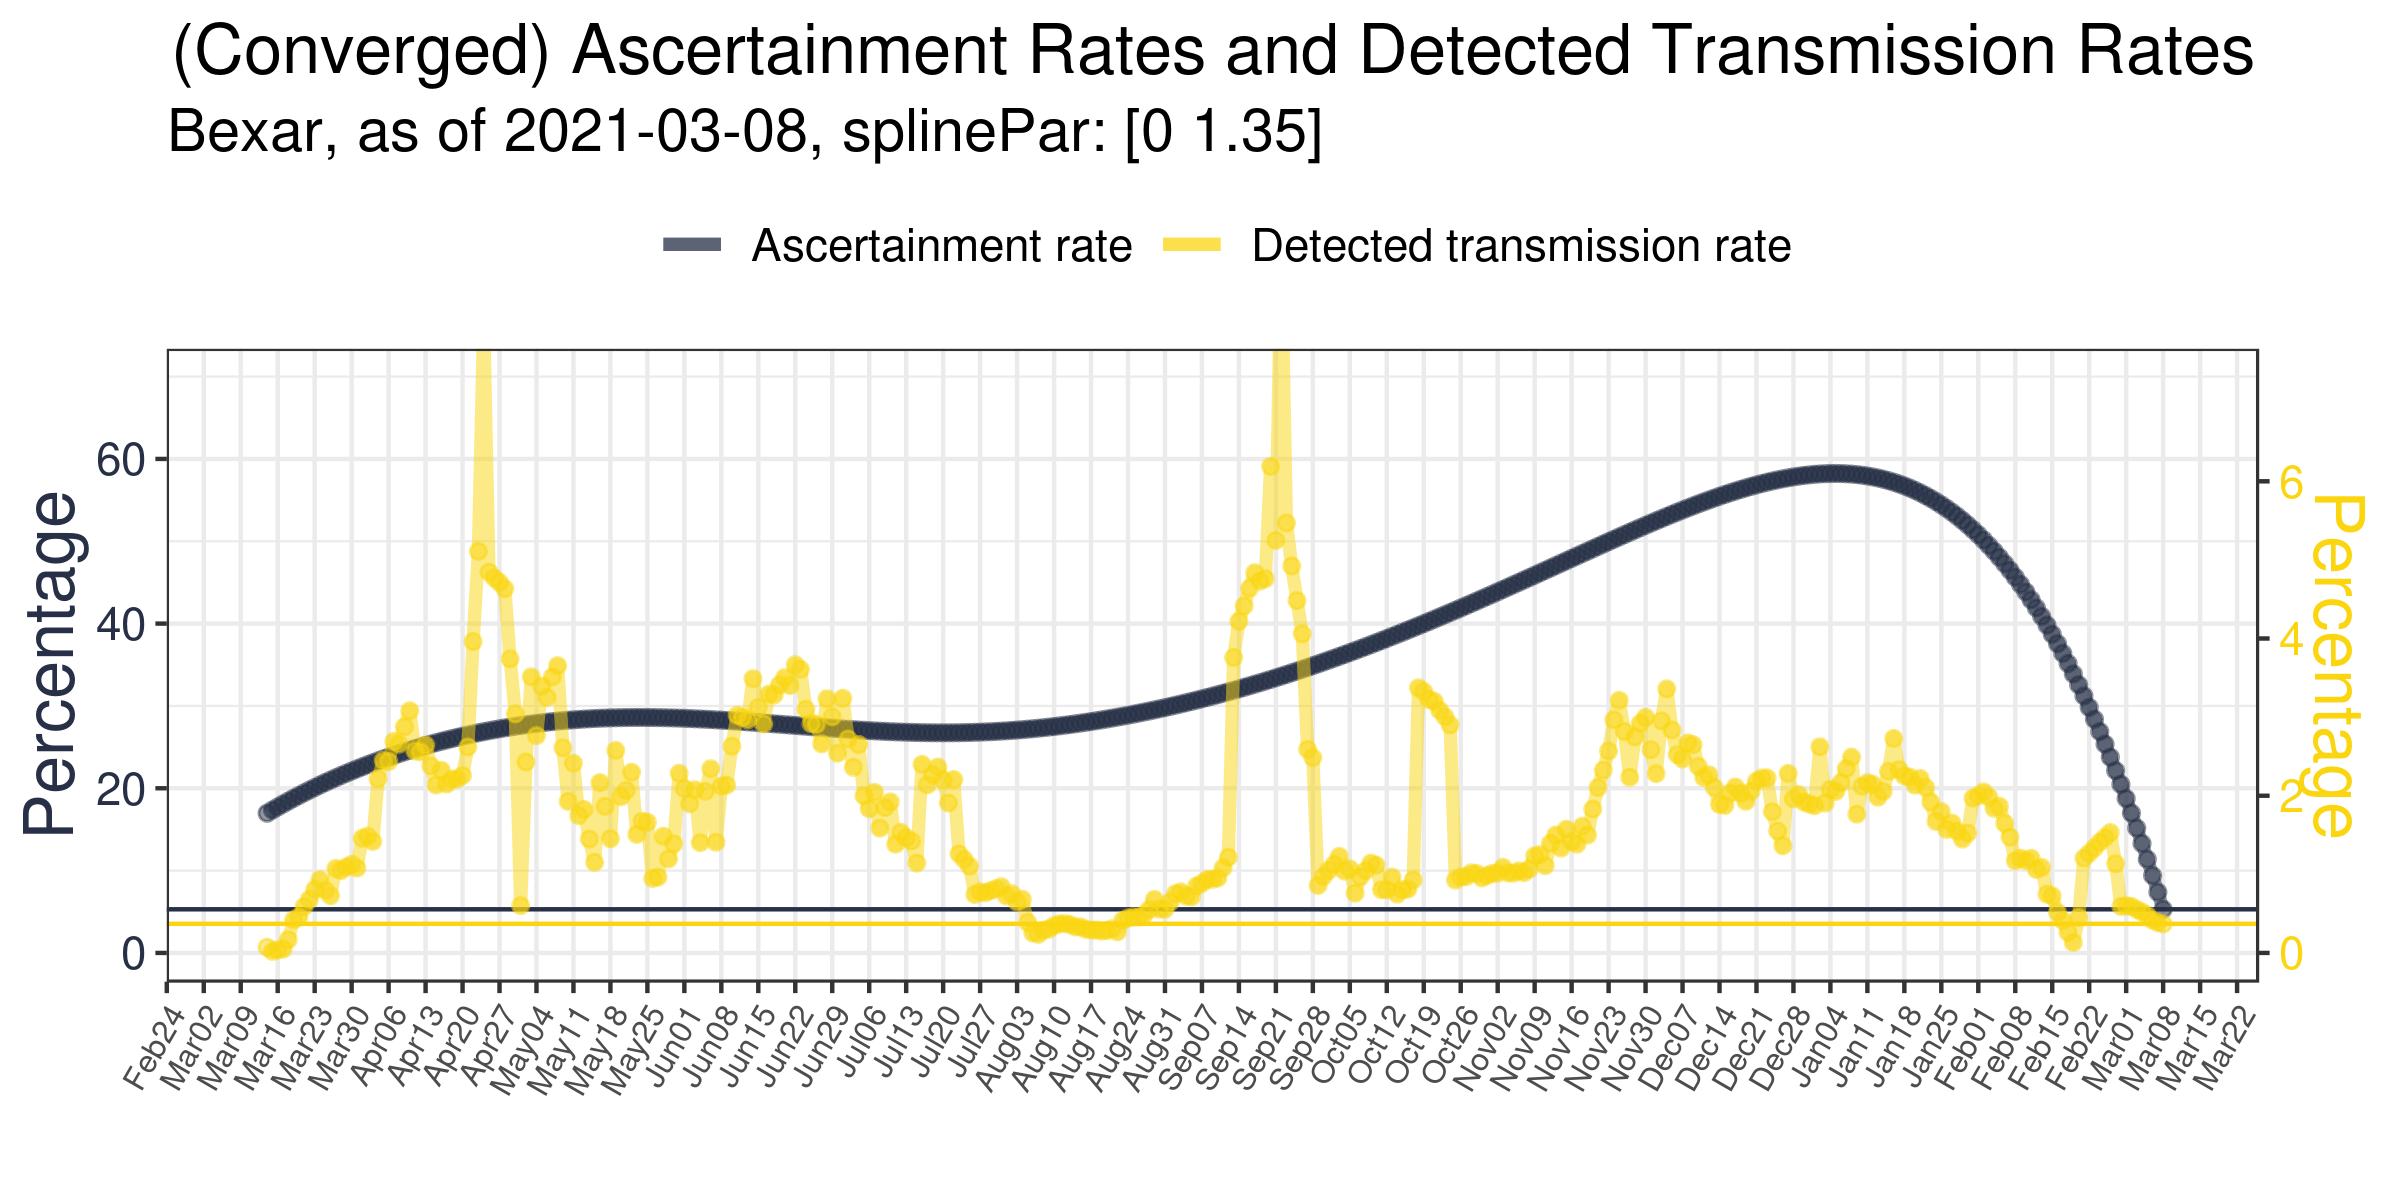 (Converged) Ascertainment Rates and Detected Transmission Rates
Bexar, as of 2021-03-08, splinePar: [0 1.35]
Ascertainment rate Detected transmission rate
Percentage
60
40
20
0
6
4
2
0
Percentage
Feb24 Mar02 Mar09 Mar16 Mar23 Mar30 Apr06 Apr13 Apr20 Apr27 May04 May11 May18 May25 Jun01 Jun08 Jun15 Jun22 Jun29 Jul06 Jul13 Jul20 Jul27 Aug03 Aug10 Aug17 Aug24 Aug31 Sep07 Sep14 Sep21 Sep28 Oct05 Oct12 Oct19 Oct26 Nov02 Nov09 Nov16 Nov23 Nov30 Dec07 Dec14 Dec21 Dec28 Jan04 Jan11 Jan18 Jan25 Feb01 Feb08 Feb15 Feb22 Mar01 Mar08 Mar15 Mar22